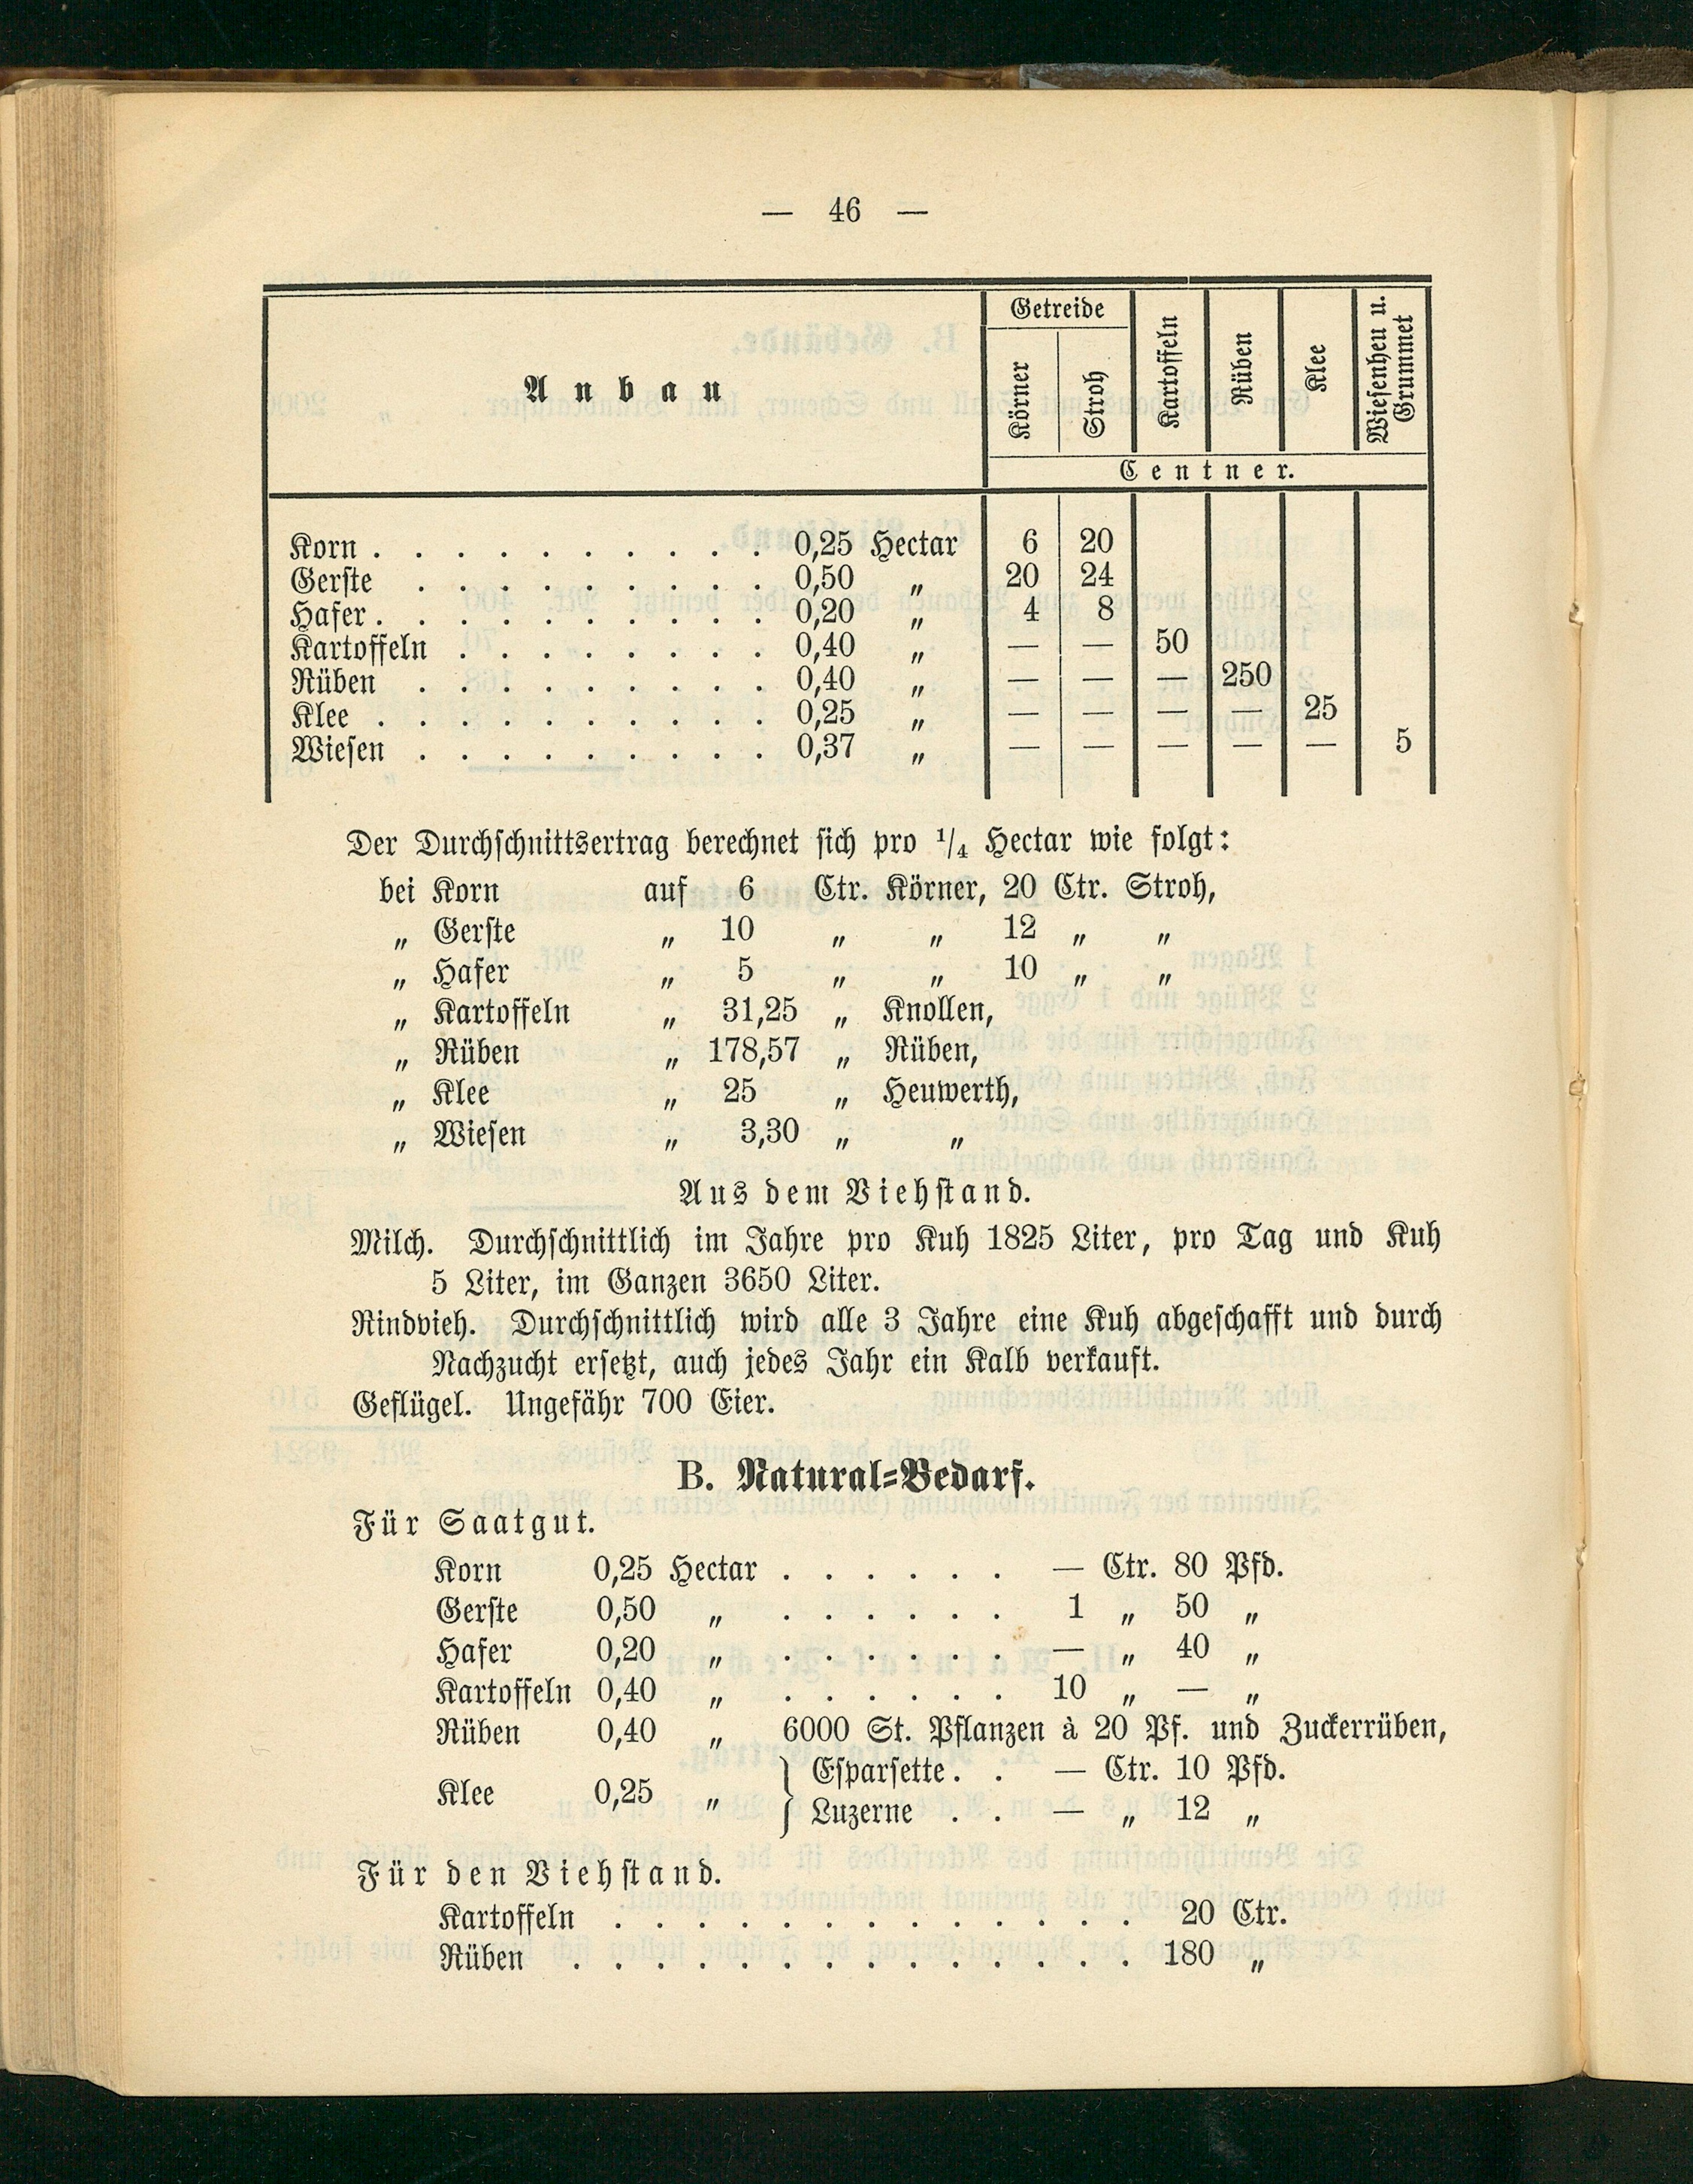 — 46 —
Anbau
Getreide
Körner
Stroh
Kartoffeln
Rüben
Klee
Wiesenheu u.
Grummet
Centner.
Korn . . . . . . . . . . 0,25 Hectar 6 20
Gerste . . . . . . . . . 0,50 „ 20 24
Hafer . . . . . . . . . . 0,20 „ 4 8
Kartoffeln . . . . . . . . 0,40 „ — — 50
Rüben . . . . . . . . . 0,40 „ — — — 250
Klee . . . . . . . . . . 0,25 „ — — — — 25
Wiesen . . . . . . . . . 0,37 „ — — — — — 5
Der Durchschnittsertrag berechnet sich pro 1/4 Hectar wie folgt:
bei Korn auf 6 Ctr. Körner, 20 Ctr. Stroh,
„ Gerste „ 10 „ „ 12 „ „
„ Hafer „ 5 „ „ 10 „ „
„ Kartoffeln „ 31,25 „ Knollen,
„ Rüben „ 178,57 „ Rüben,
„ Klee „ 25 „ Heuwerth,
„ Wiesen „ 3,30 „ „
Aus dem Viehstand.
Milch. Durchschnittlich im Jahre pro Kuh 1825 Liter, pro Tag und Kuh
5 Liter, im Ganzen 3650 Liter.
Rindvieh. Durchschnittlich wird alle 3 Jahre eine Kuh abgeschafft und durch
Nachzucht ersetzt, auch jedes Jahr ein Kalb verkauft.
Geflügel. Ungefähr 700 Eier.
B. Natural=Bedarf.
Für Saatgut.
Korn 0,25 Hectar . . . . . . — Ctr. 80 Pfd.
Gerste 0,50 „ . . . . . . 1 „ 50 „
Hafer 0,20 „ . . . . . . — „ 40 „
Kartoffeln 0,40 „ . . . . . . 10 „ — „
Rüben 0,40 „ 6000 St. Pflanzen à 20 Pf. und Zuckerrüben,
Klee 0,25 „ } Esparsette . . — Ctr. 10 Pfd.
Luzerne . . — „ 12 „
Für den Viehstand.
Kartoffeln . . . . . . . . . . . . . 20 Ctr.
Rüben . . . . . . . . . . . . . . 180 „